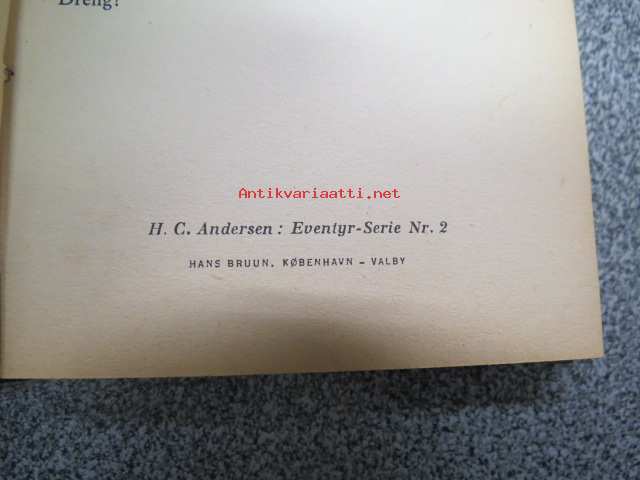 Dreng!
Antikvariaatti.net
H. C. Andersen: Eventyr-Serie Nr. 2
HANS BRUUN, KØBENHAVN – VALBY